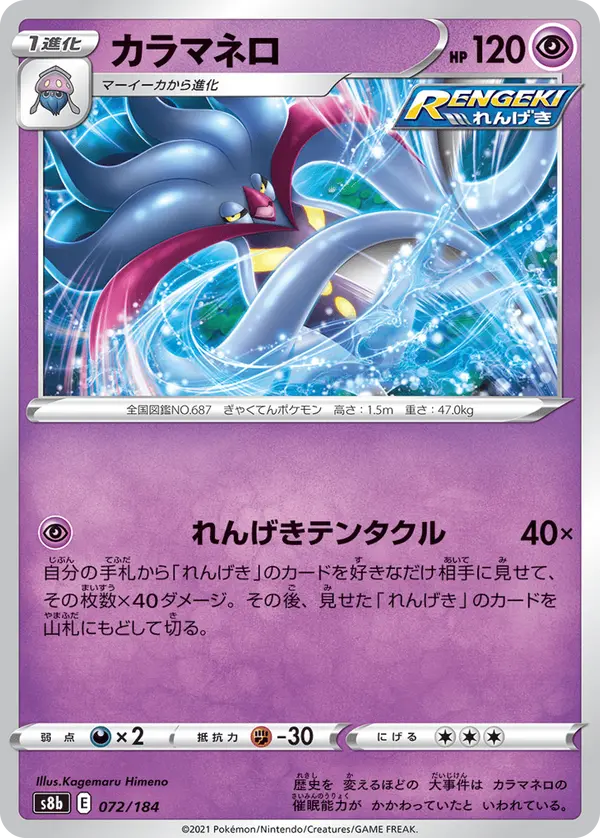 1進化 カラマネロ HP 120
マーイーカから進化
RENGEKI
れんげき
全国図鑑NO.687 ぎゃくてんポケモン 高さ:1.5m 重さ:47.0kg
れんげきテンタクル 40×
自分の手札から「れんげき」のカードを好きなだけ相手に見せて、
その枚数×40ダメージ。その後、見せた「れんげき」のカードを
山札にもどして切る。
弱点 ×2 抵抗力 -30 にげる
Illus.Kagemaru Himeno
s8b E 072/184
歴史を 変えるほどの 大事件は カラマネロの
催眠能力が かかわっていたと いわれている。
©2021 Pokémon/Nintendo/Creatures/GAME FREAK.